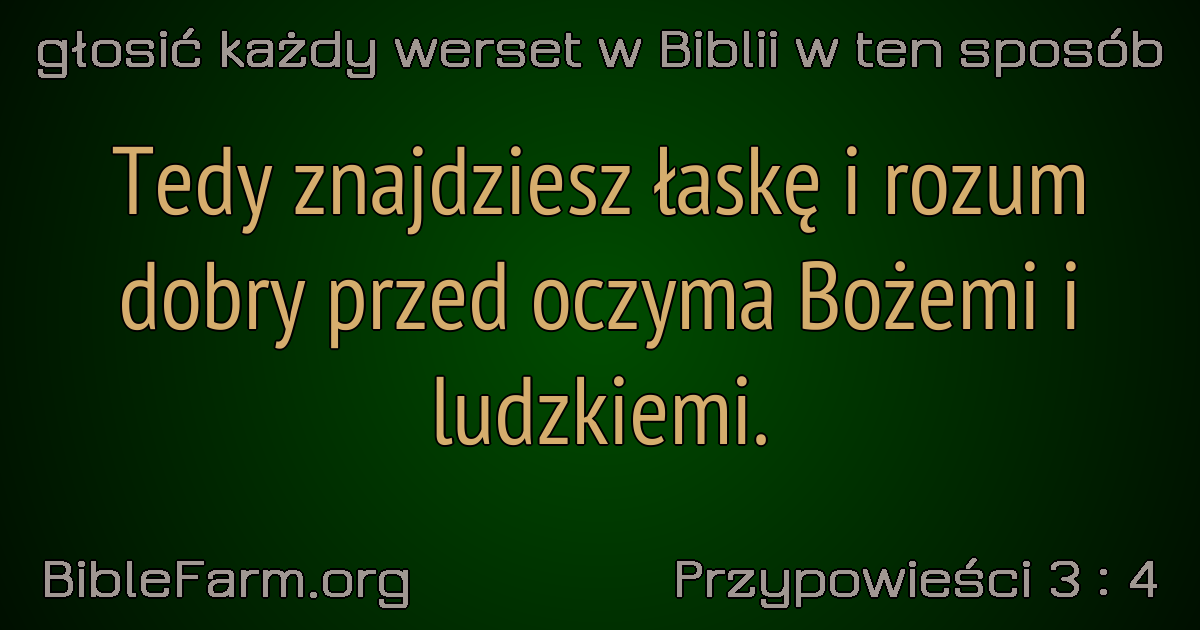 głosić każdy werset w Biblii w ten sposób
Tedy znajdziesz łaskę i rozum
dobry przed oczyma Bożemi i
ludzkiemi.
BibleFarm.org
Przypowieści 3 : 4